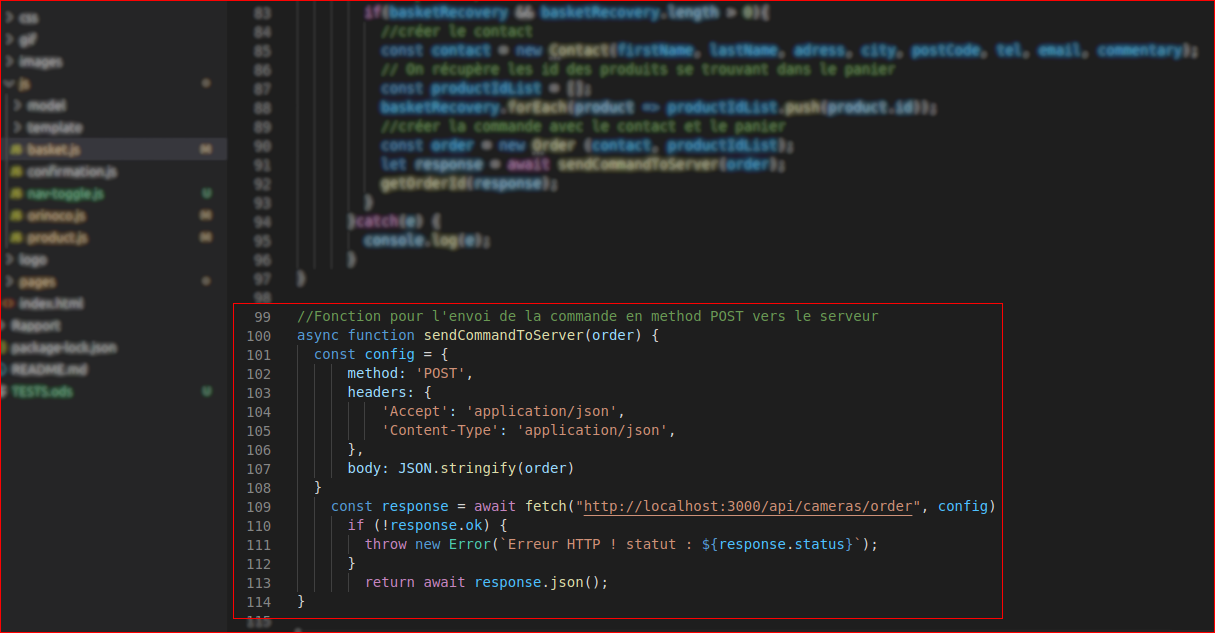 css
gif
images
js
model
template
basket.js M
confirmation.js
nav-toggle.js U
orinoco.js M
product.js M
logo
pages
index.html
Rapport
package-lock.json
README.md
TESTS.ods U
83 if(basketRecovery && basketRecovery.length > 0){
84 //créer le contact
85 const contact = new Contact(firstName, lastName, adress, city, postCode, tel, email, commentary);
86 // On récupère les id des produits se trouvant dans le panier
87 const productIdList = [];
88 basketRecovery.forEach(product => productIdList.push(product.id));
89 //créer la commande avec le contact et le panier
90 const order = new Order (contact, productIdList);
91 let response = await sendCommandToServer(order);
92 getOrderId(response);
93 }
94 }catch(e) {
95 console.log(e);
96 }
97 }
98
99 //Fonction pour l'envoi de la commande en method POST vers le serveur
100 async function sendCommandToServer(order) {
101 const config = {
102 method: 'POST',
103 headers: {
104 'Accept': 'application/json',
105 'Content-Type': 'application/json',
106 },
107 body: JSON.stringify(order)
108 }
109 const response = await fetch("http://localhost:3000/api/cameras/order", config)
110 if (!response.ok) {
111 throw new Error(`Erreur HTTP ! statut : ${response.status}`);
112 }
113 return await response.json();
114 }
115